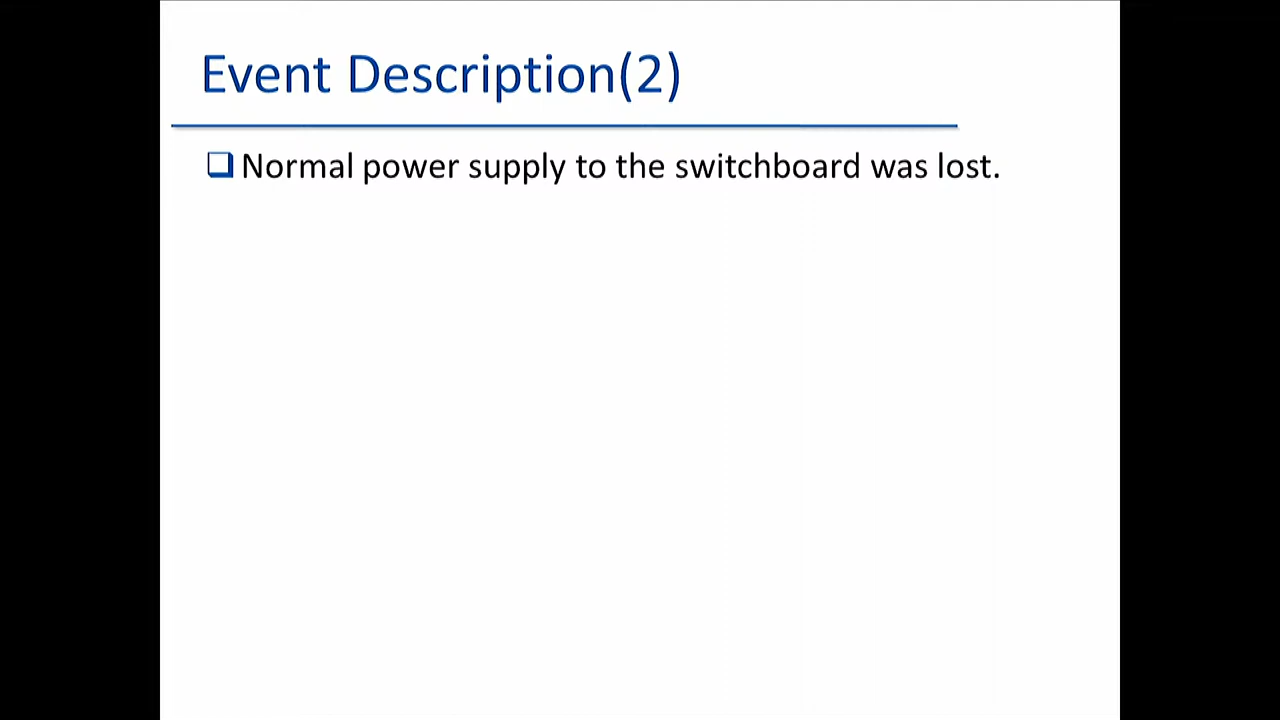 Event Description(2)
Normal power supply to the switchboard was lost.